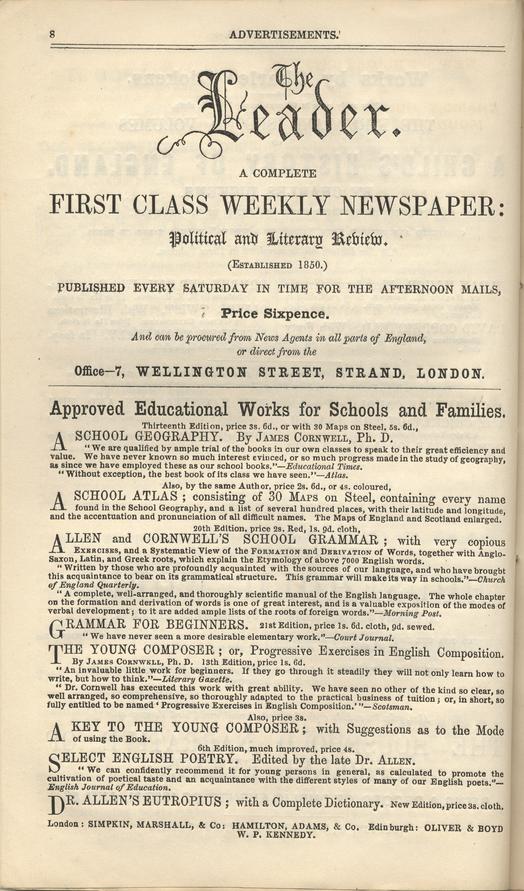 8
ADVERTISEMENTS.
The
Leader.
A COMPLETE
FIRST CLASS WEEKLY NEWSPAPER:
Political and Literary Review.
(ESTABLISHED 1850.)
PUBLISHED EVERY SATURDAY IN TIME FOR THE AFTERNOON MAILS,
Price Sixpence.
And can be procured from News Agents in all parts of England,
or direct from the
Office—7, WELLINGTON STREET, STRAND, LONDON.
Approved Educational Works for Schools and Families.
Thirteenth Edition, price 3s. 6d., or with 30 Maps on Steel, 5s. 6d.,
A SCHOOL GEOGRAPHY. By JAMES CORNWELL, Ph. D.
"We are qualified by ample trial of the books in our own classes to speak to their great efficiency and
value. We have never known so much interest evinced, or so much progress made in the study of geography,
as since we have employed these as our school books."—Educational Times.
"Without exception, the best book of its class we have seen."—Atlas.
Also, by the same Author, price 2s. 6d., or 4s. coloured,
A SCHOOL ATLAS; consisting of 30 MAPS on Steel, containing every name
found in the School Geography, and a list of several hundred places, with their latitude and longitude,
and the accentuation and pronunciation of all difficult names. The Maps of England and Scotland enlarged.
20th Edition, price 2s. Red, 1s. 9d. cloth,
ALLEN and CORNWELL'S SCHOOL GRAMMAR; with very copious
EXERCISES, and a Systematic View of the FORMATION and DERIVATION of Words, together with Anglo-
Saxon, Latin, and Greek roots, which explain the Etymology of above 7000 English words.
"Written by those who are profoundly acquainted with the sources of our language, and who have brought
this acquaintance to bear on its grammatical structure. This grammar will make its way in schools."—Church
of England Quarterly.
"A complete, well-arranged, and thoroughly scientific manual of the English language. The whole chapter
on the formation and derivation of words is one of great interest, and is a valuable exposition of the modes of
verbal development; to it are added ample lists of the roots of foreign words."—Morning Post.
GRAMMAR FOR BEGINNERS. 21st Edition, price 1s. 6d. cloth, 9d. sewed.
"We have never seen a more desirable elementary work."—Court Journal.
THE YOUNG COMPOSER; or, Progressive Exercises in English Composition.
By JAMES CORNWELL, Ph. D. 13th Edition, price 1s. 6d.
"An invaluable little work for beginners. If they go through it steadily they will not only learn how to
write, but how to think."—Literary Gazette.
"Dr. Cornwell has executed this work with great ability. We have seen no other of the kind so clear, so
well arranged, so comprehensive, so thoroughly adapted to the practical business of tuition; or, in short, so
fully entitled to be named 'Progressive Exercises in English Composition.'"—Scotsman.
Also, price 3s.
A KEY TO THE YOUNG COMPOSER; with Suggestions as to the Mode
of using the Book.
6th Edition, much improved, price 4s.
SELECT ENGLISH POETRY. Edited by the late Dr. ALLEN.
"We can confidently recommend it for young persons in general, as calculated to promote the
cultivation of poetical taste and an acquaintance with the different styles of many of our English poets."—
English Journal of Education.
DR. ALLEN'S EUTROPIUS; with a Complete Dictionary. New Edition, price 3s. cloth.
London: SIMPKIN, MARSHALL, & Co; HAMILTON, ADAMS, & Co. Edinburgh: OLIVER & BOYD
W. P. KENNEDY.